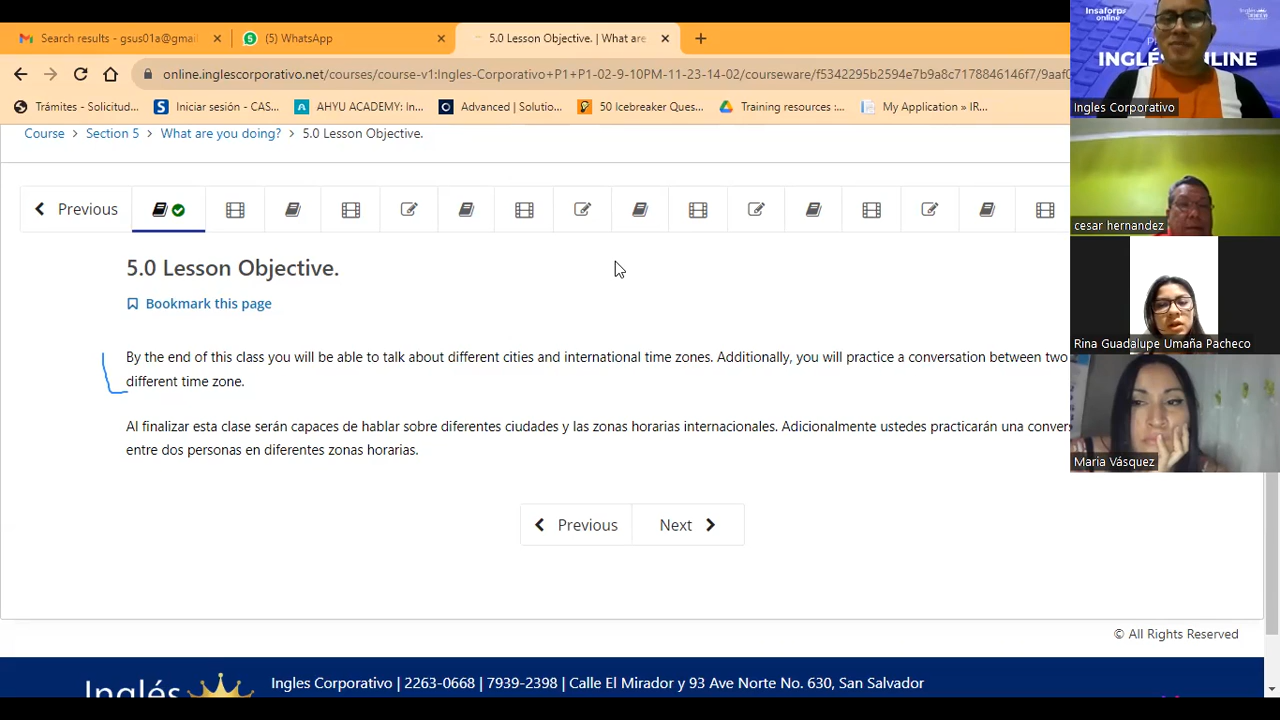 Search results - gsus01a@gmai
(5) WhatsApp
5.0 Lesson Objective. | What are
online.inglescorporativo.net/courses/course-v1:Ingles-Corporativo+P1+P1-02-9-10PM-11-23-14-02/courseware/f5342295b2594e7b9a8c7178846146f7/9aaf0
Trámites - Solicitud...
Iniciar sesión - CAS...
AHYU ACADEMY: In...
Advanced | Solutio...
50 Icebreaker Ques...
Training resources :...
My Application » IR...
Course > Section 5 > What are you doing? > 5.0 Lesson Objective.
Previous
5.0 Lesson Objective.
Bookmark this page
By the end of this class you will be able to talk about different cities and international time zones. Additionally, you will practice a conversation between two
different time zone.
Al finalizar esta clase serán capaces de hablar sobre diferentes ciudades y las zonas horarias internacionales. Adicionalmente ustedes practicarán una convers
entre dos personas en diferentes zonas horarias.
Previous
Next
© All Rights Reserved
Inglés
Ingles Corporativo | 2263-0668 | 7939-2398 | Calle El Mirador y 93 Ave Norte No. 630, San Salvador
Insaforp
online
INGLÉS ONLINE
Ingles Corporativo
cesar hernandez
Rina Guadalupe Umaña Pacheco
Maria Vásquez